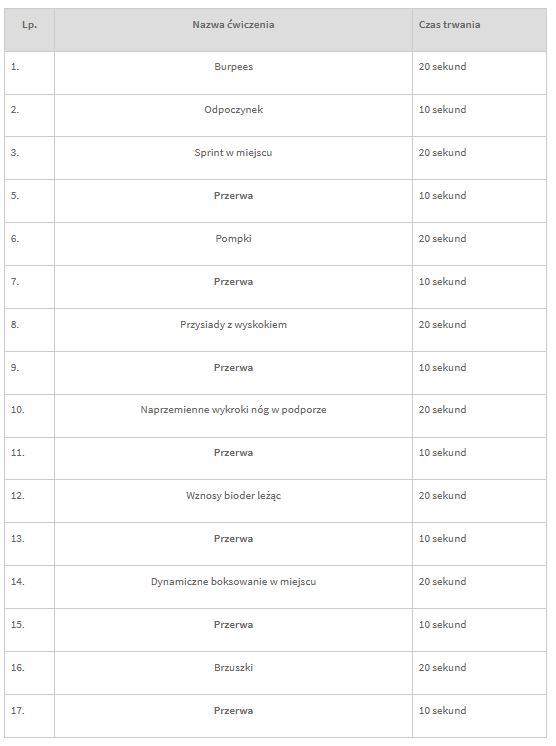 Lp. Nazwa ćwiczenia Czas trwania
1. Burpees 20 sekund
2. Odpoczynek 10 sekund
3. Sprint w miejscu 20 sekund
5. Przerwa 10 sekund
6. Pompki 20 sekund
7. Przerwa 10 sekund
8. Przysiady z wyskokiem 20 sekund
9. Przerwa 10 sekund
10. Naprzemienne wykroki nóg w podporze 20 sekund
11. Przerwa 10 sekund
12. Wznosy bioder leżąc 20 sekund
13. Przerwa 10 sekund
14. Dynamiczne boksowanie w miejscu 20 sekund
15. Przerwa 10 sekund
16. Brzuszki 20 sekund
17. Przerwa 10 sekund